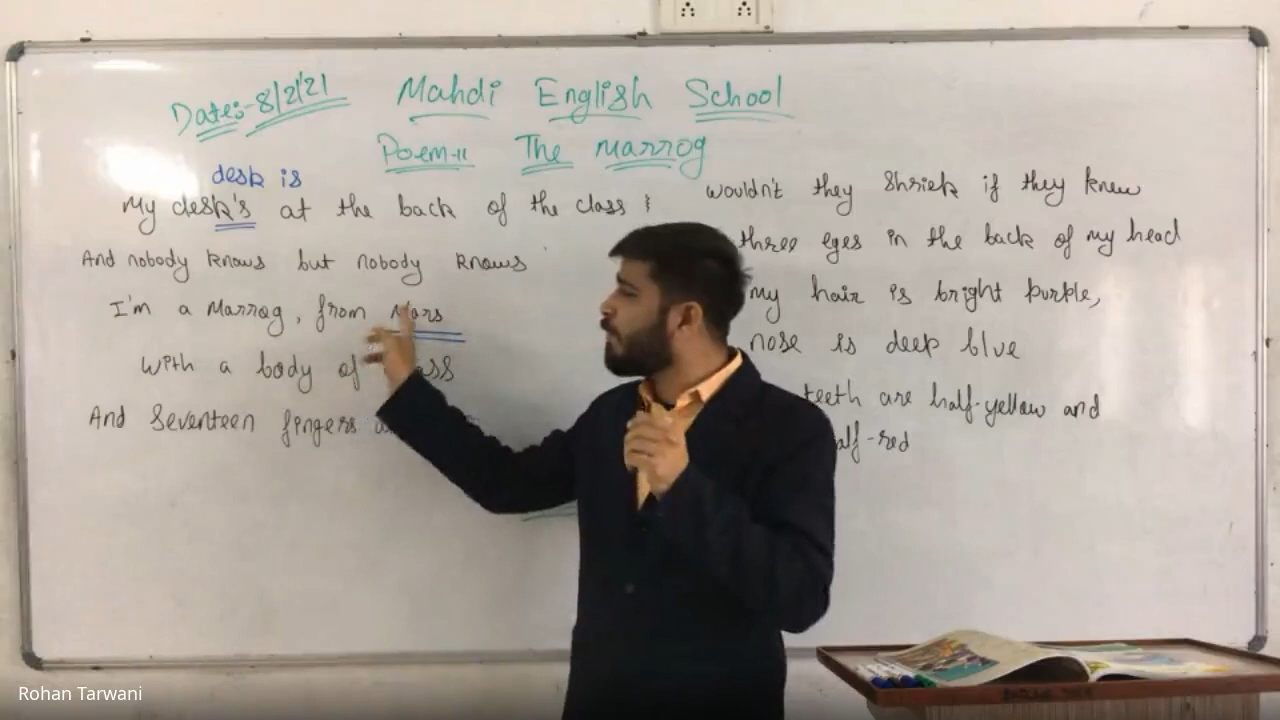 Date:-8/2/21
Mahdi English School
Poem-11 The Marrog
desk is
My desk's at the back of the class
And nobody knows but nobody knows
I'm a Marrog, from Mars
With a body of
And Seventeen fingers
wouldn't they Shriek if they knew
three eyes in the back of my head
my hair is bright purple,
nose is deep blue
teeth are half-yellow and
half-red
Rohan Tarwani